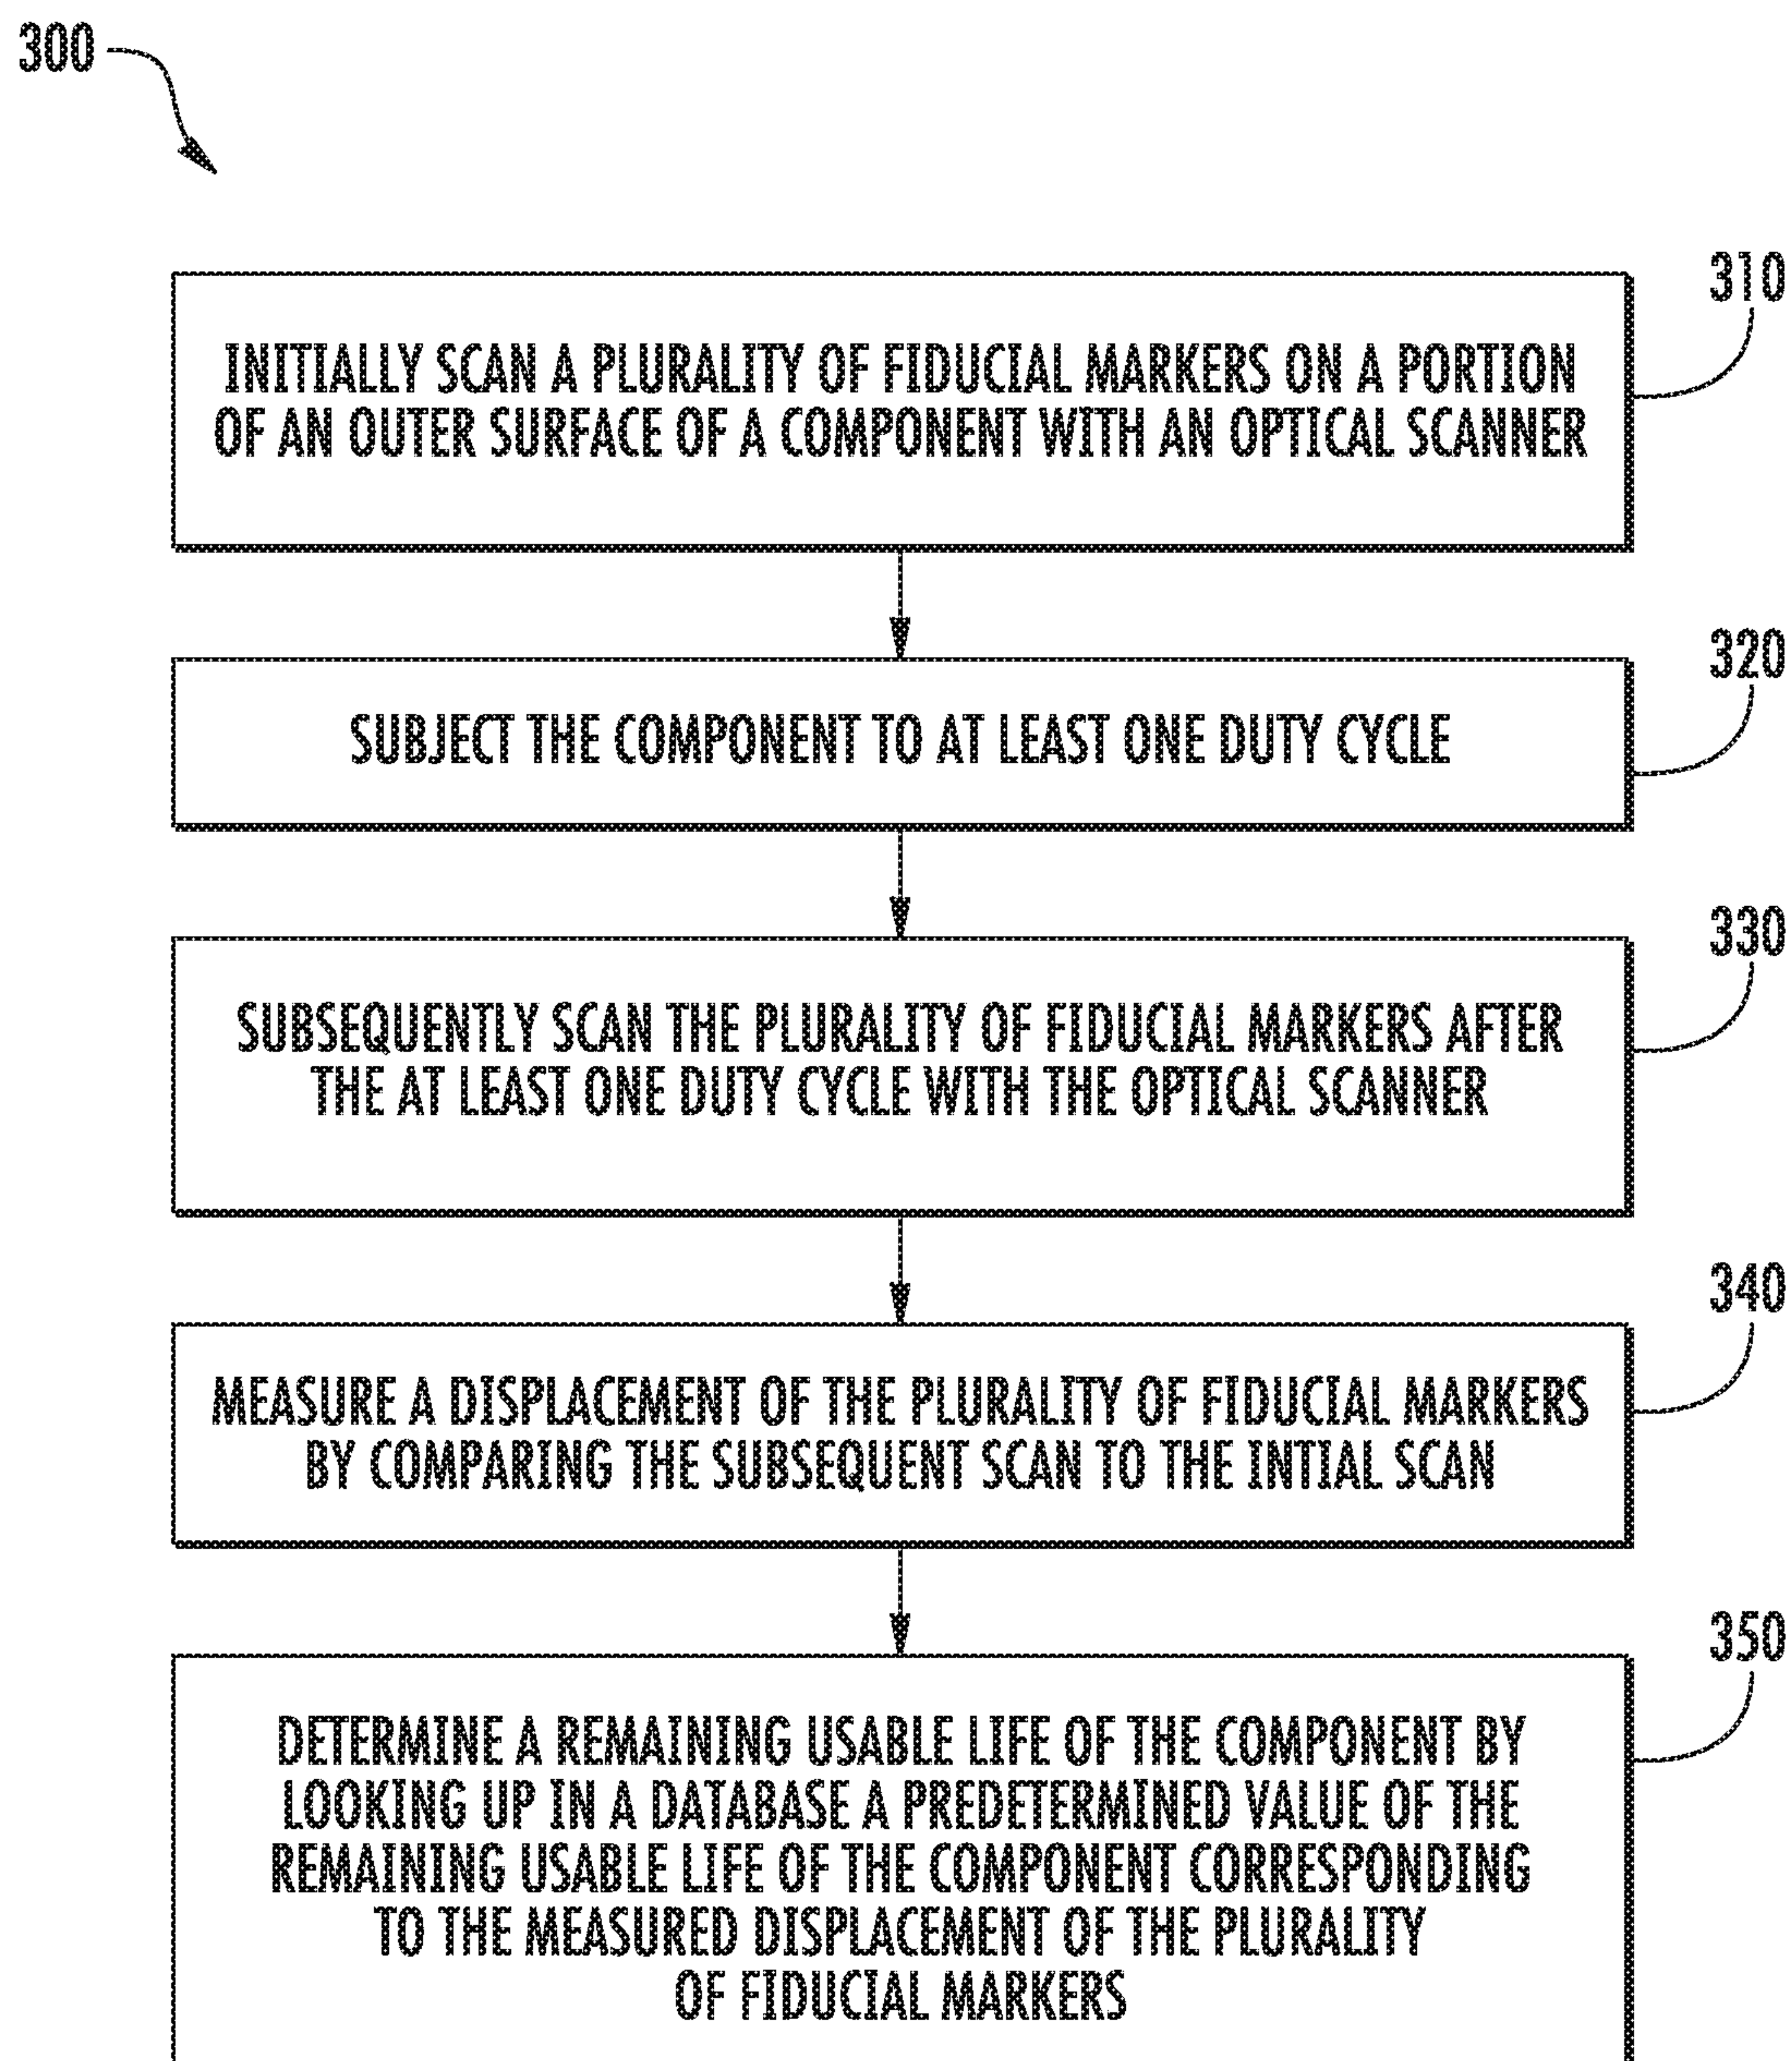 300
310
INITIALLY SCAN A PLURALITY OF FIDUCIAL MARKERS ON A PORTION
OF AN OUTER SURFACE OF A COMPONENT WITH AN OPTICAL SCANNER
320
SUBJECT THE COMPONENT TO AT LEAST ONE DUTY CYCLE
330
SUBSEQUENTLY SCAN THE PLURALITY OF FIDUCIAL MARKERS AFTER
THE AT LEAST ONE DUTY CYCLE WITH THE OPTICAL SCANNER
340
MEASURE A DISPLACEMENT OF THE PLURALITY OF FIDUCIAL MARKERS
BY COMPARING THE SUBSEQUENT SCAN TO THE INTIAL SCAN
350
DETERMINE A REMAINING USABLE LIFE OF THE COMPONENT BY
LOOKING UP IN A DATABASE A PREDETERMINED VALUE OF THE
REMAINING USABLE LIFE OF THE COMPONENT CORRESPONDING
TO THE MEASURED DISPLACEMENT OF THE PLURALITY
OF FIDUCIAL MARKERS